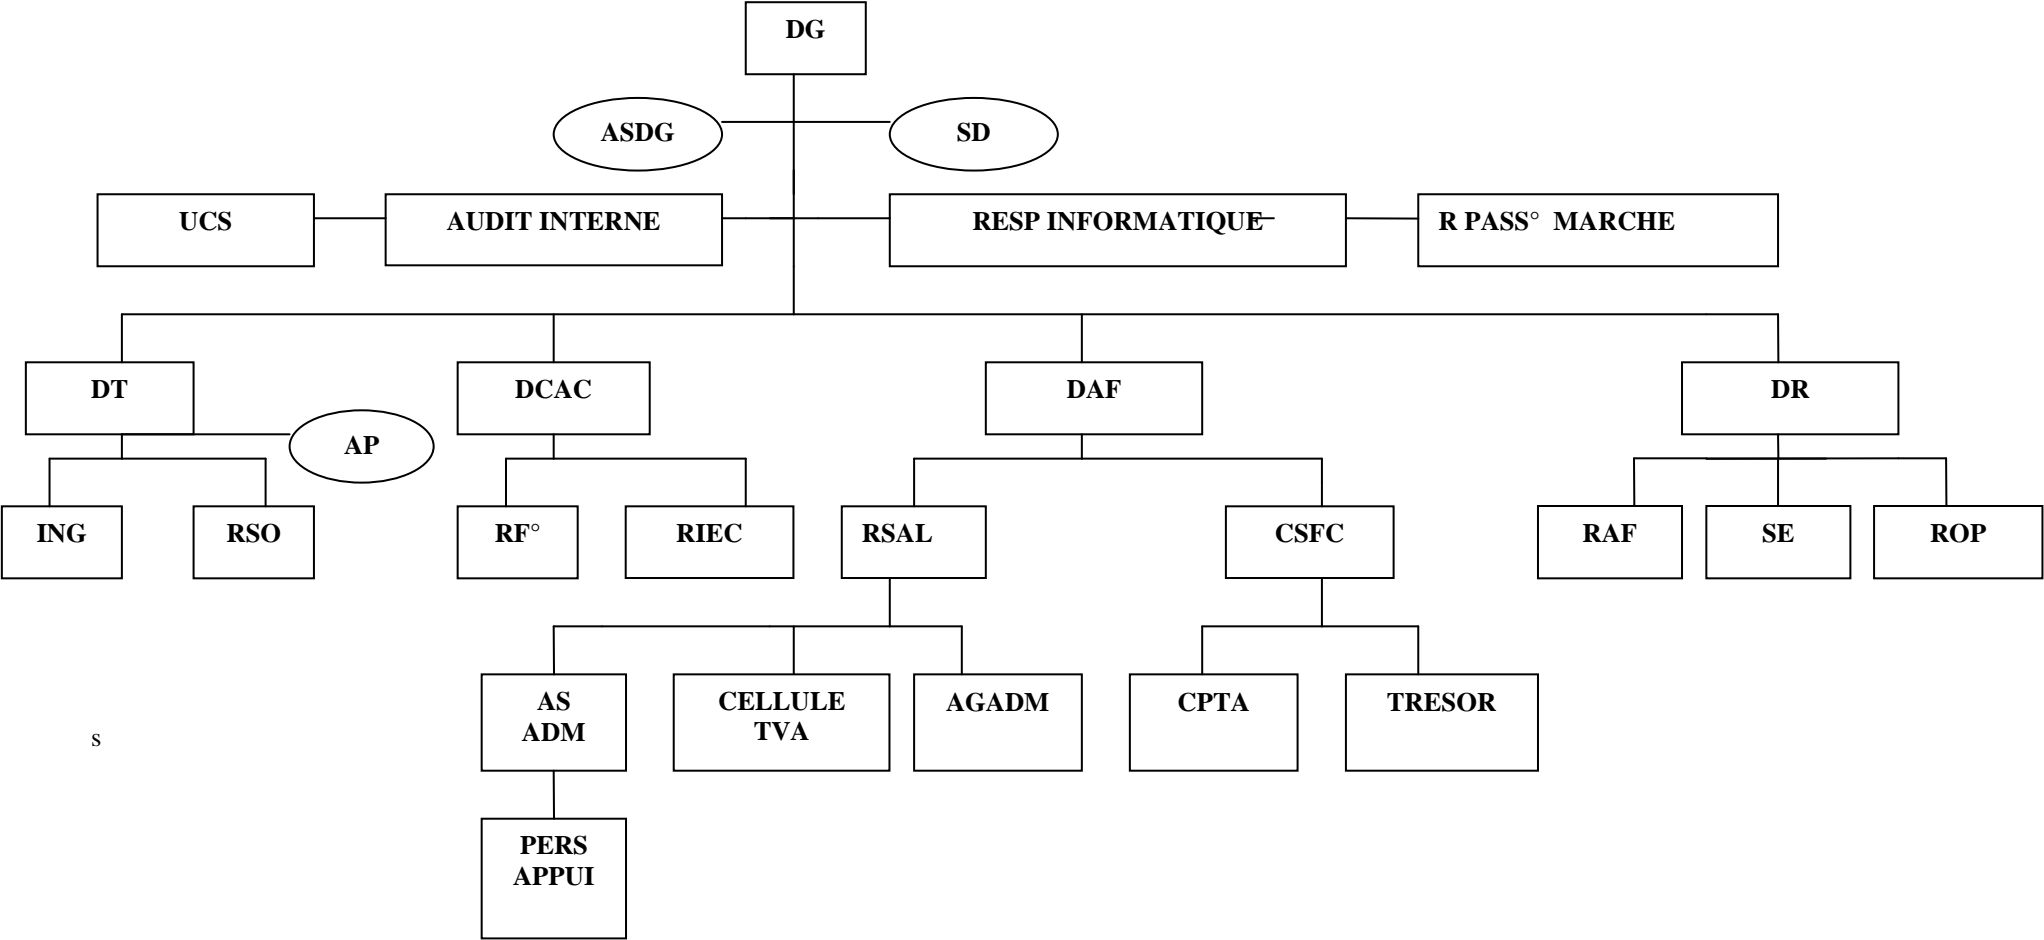 DG
ASDG
SD
UCS
AUDIT INTERNE
RESP INFORMATIQUE
R PASS° MARCHE
DT
DCAC
DAF
DR
AP
ING
RSO
RF°
RIEC
RSAL
CSFC
RAF
SE
ROP
AS
ADM
CELLULE
TVA
AGADM
CPTA
TRESOR
s
PERS
APPUI